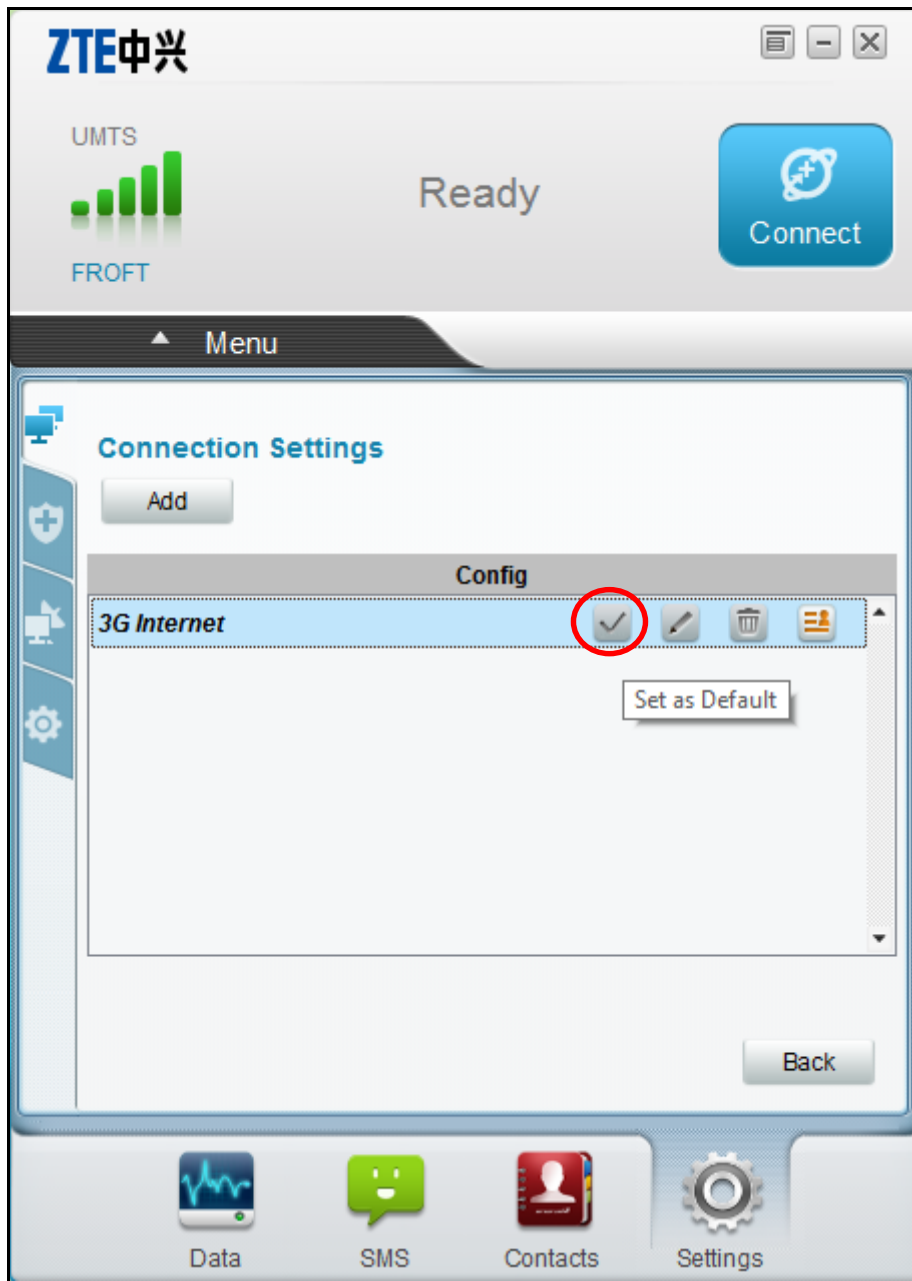 ZTE中兴
UMTS
Ready
Connect
FROFT
Menu
Connection Settings
Add
Config
3G Internet
Set as Default
Back
Data
SMS
Contacts
Settings